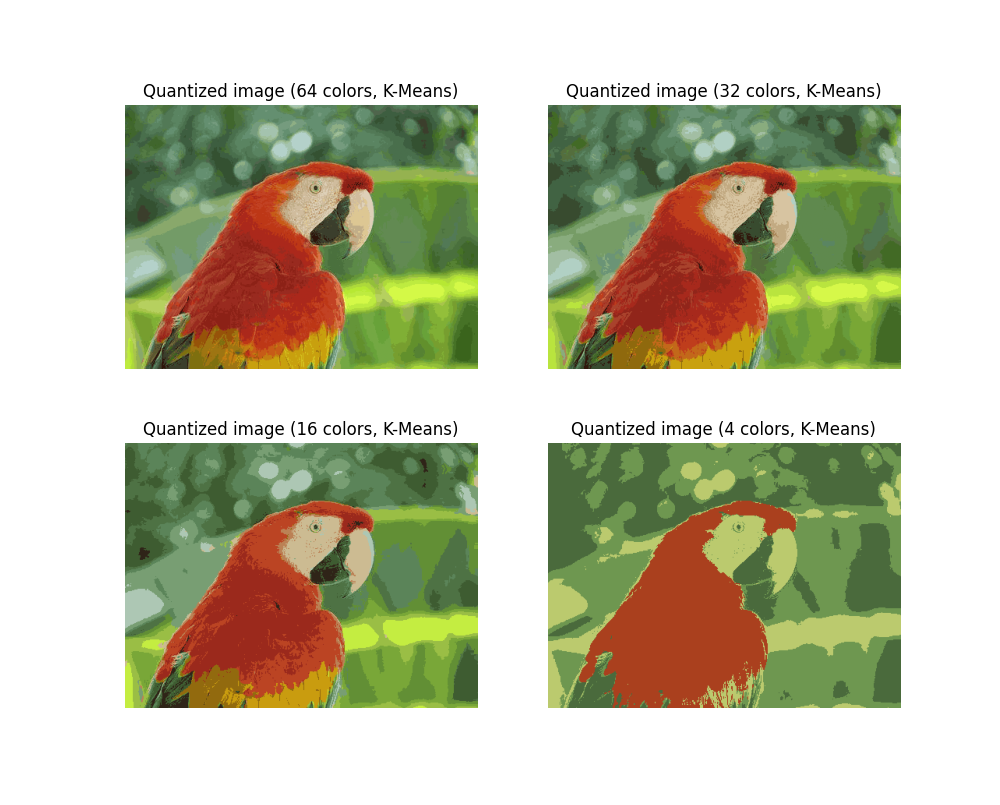 Quantized image (64 colors, K-Means)
Quantized image (32 colors, K-Means)
Quantized image (16 colors, K-Means)
Quantized image (4 colors, K-Means)